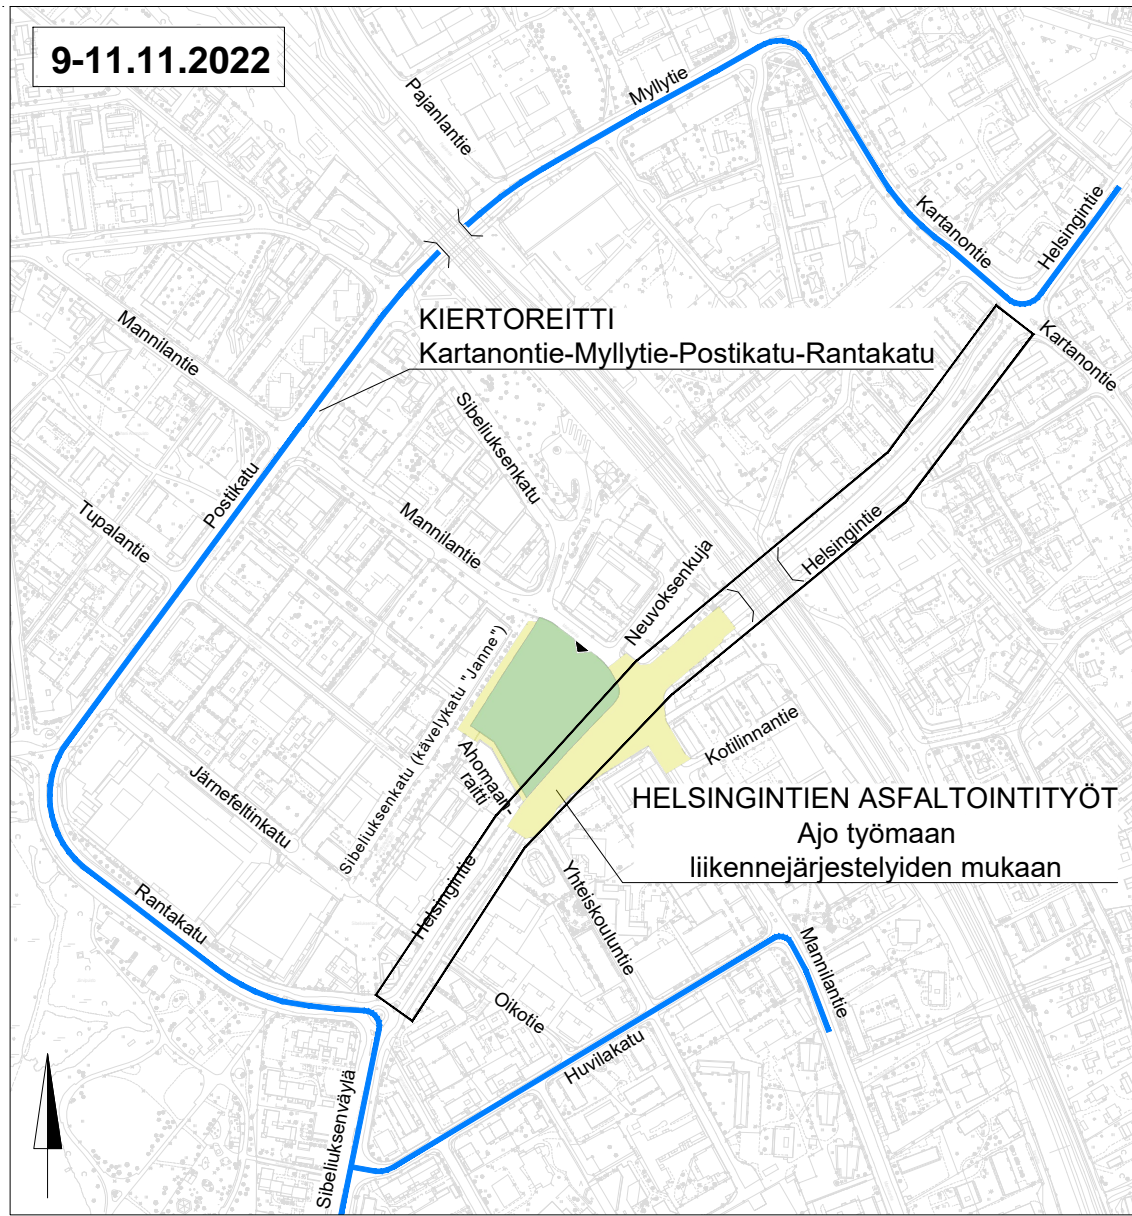 9-11.11.2022
Pajanlantie
Myllytie
Kartanontie
Helsingintie
Kartanontie
KIERTOREITTI
Kartanontie-Myllytie-Postikatu-Rantakatu
Mannilantie
Sibeliuksenkatu
Postikatu
Tupalantie
Mannilantie
Helsingintie
Neuvoksenkuja
Sibeliuksenkatu (kävelykatu "Janne")
Ahomaan-
raitti
Kotilinnantie
Järnefeltinkatu
HELSINGINTIEN ASFALTOINTITYÖT
Ajo työmaan
liikennejärjestelyiden mukaan
Helsingintie
Yhteiskouluntie
Rantakatu
Mannilantie
Oikotie
Huvilakatu
Sibeliuksenväylä